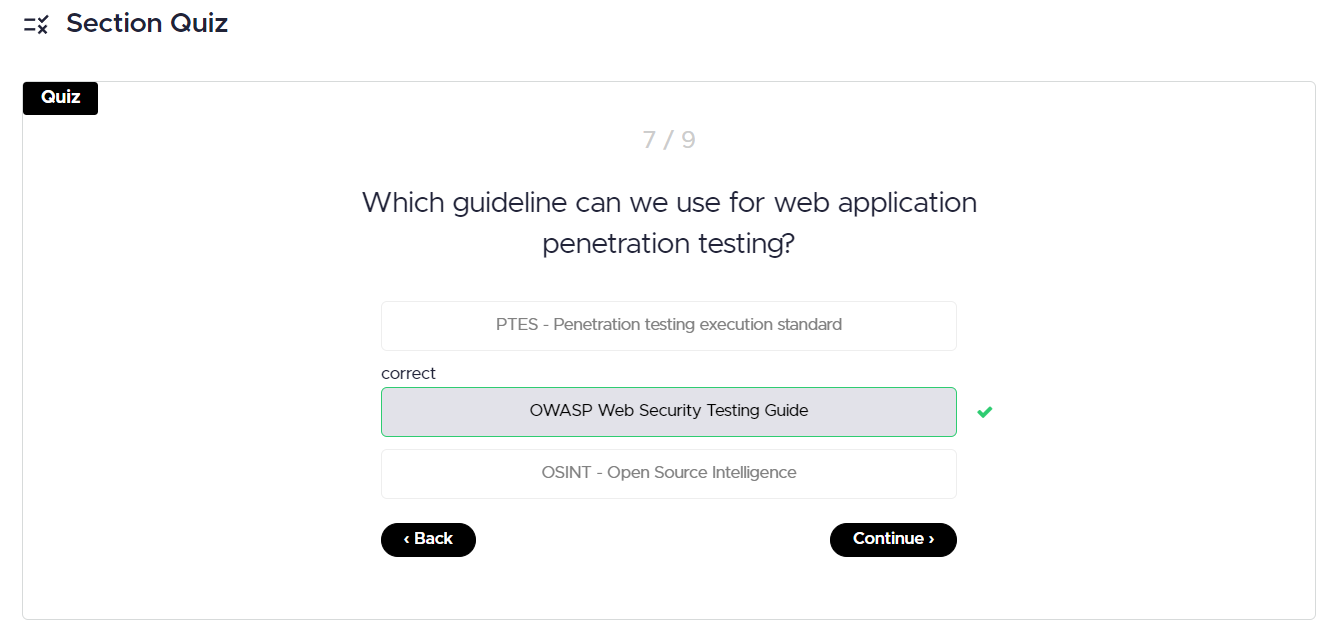 Section Quiz
Quiz
7 / 9
Which guideline can we use for web application
penetration testing?
PTES - Penetration testing execution standard
correct
OWASP Web Security Testing Guide
OSINT - Open Source Intelligence
‹ Back
Continue ›